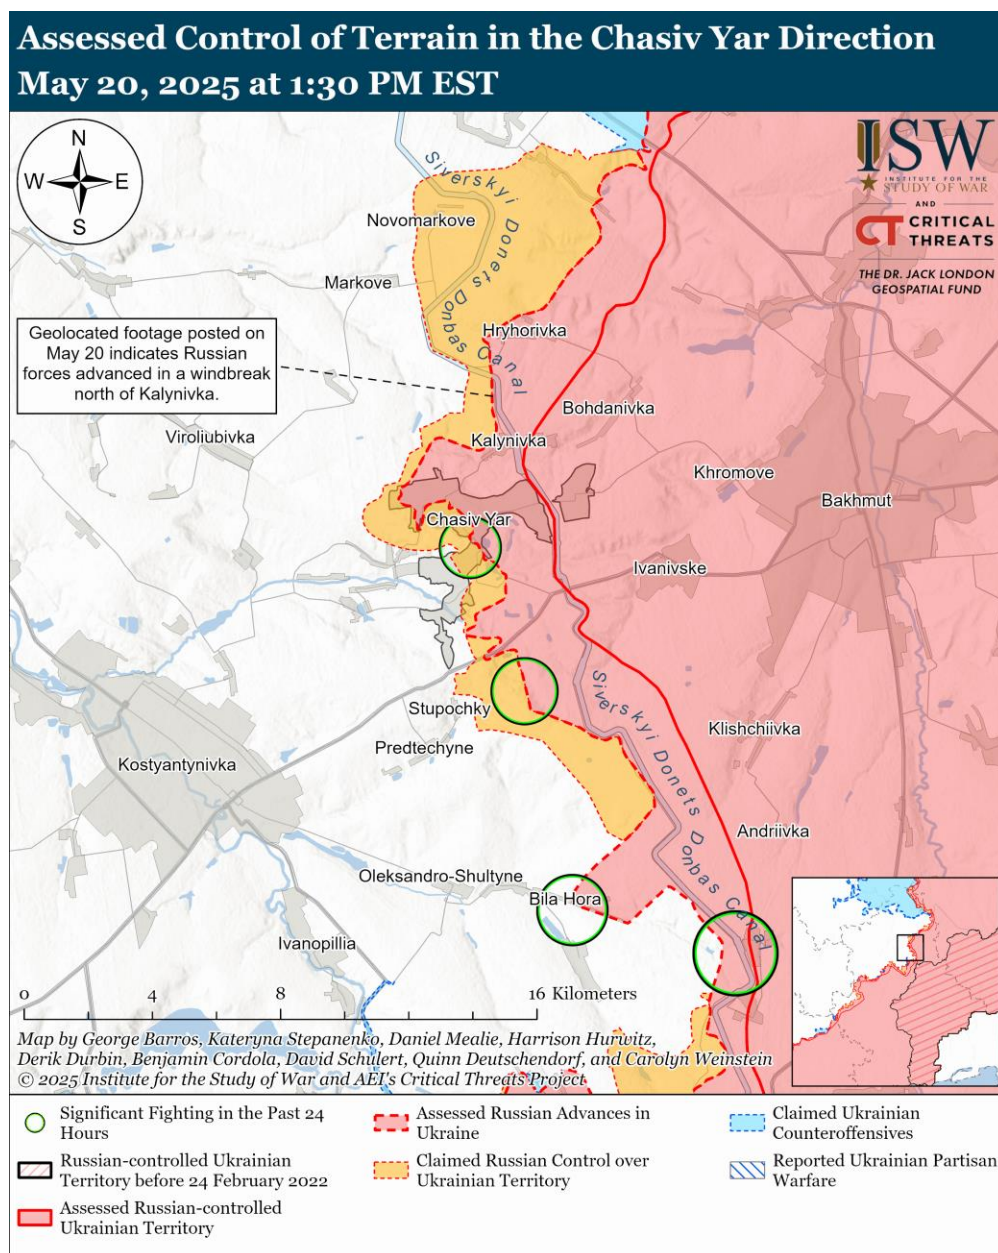 Assessed Control of Terrain in the Chasiv Yar Direction
May 20, 2025 at 1:30 PM EST
N
W
E
S
ISW
INSTITUTE FOR THE
STUDY OF WAR
AND
CT CRITICAL
THREATS
THE DR. JACK LONDON
GEOSPATIAL FUND
Siverskyi Donets Donbas Canal
Novomarkove
Markove
Geolocated footage posted on
May 20 indicates Russian
forces advanced in a windbreak
north of Kalynivka.
Hryhorivka
Bohdanivka
Viroliubivka
Kalynivka
Khromove
Bakhmut
Chasiv Yar
Ivanivske
Siverskyi Donets Donbas Canal
Stupochky
Klishchiivka
Predtechyne
Kostyantynivka
Andriivka
Oleksandro-Shultyne
Bila Hora
Ivanopillia
0 4 8 16 Kilometers
Map by George Barros, Kateryna Stepanenko, Daniel Mealie, Harrison Hurwitz,
Derik Durbin, Benjamin Cordola, David Schulert, Quinn Deutschendorf, and Carolyn Weinstein
© 2025 Institute for the Study of War and AEI's Critical Threats Project
Significant Fighting in the Past 24
Hours
Russian-controlled Ukrainian
Territory before 24 February 2022
Assessed Russian-controlled
Ukrainian Territory
Assessed Russian Advances in
Ukraine
Claimed Russian Control over
Ukrainian Territory
Claimed Ukrainian
Counteroffensives
Reported Ukrainian Partisan
Warfare